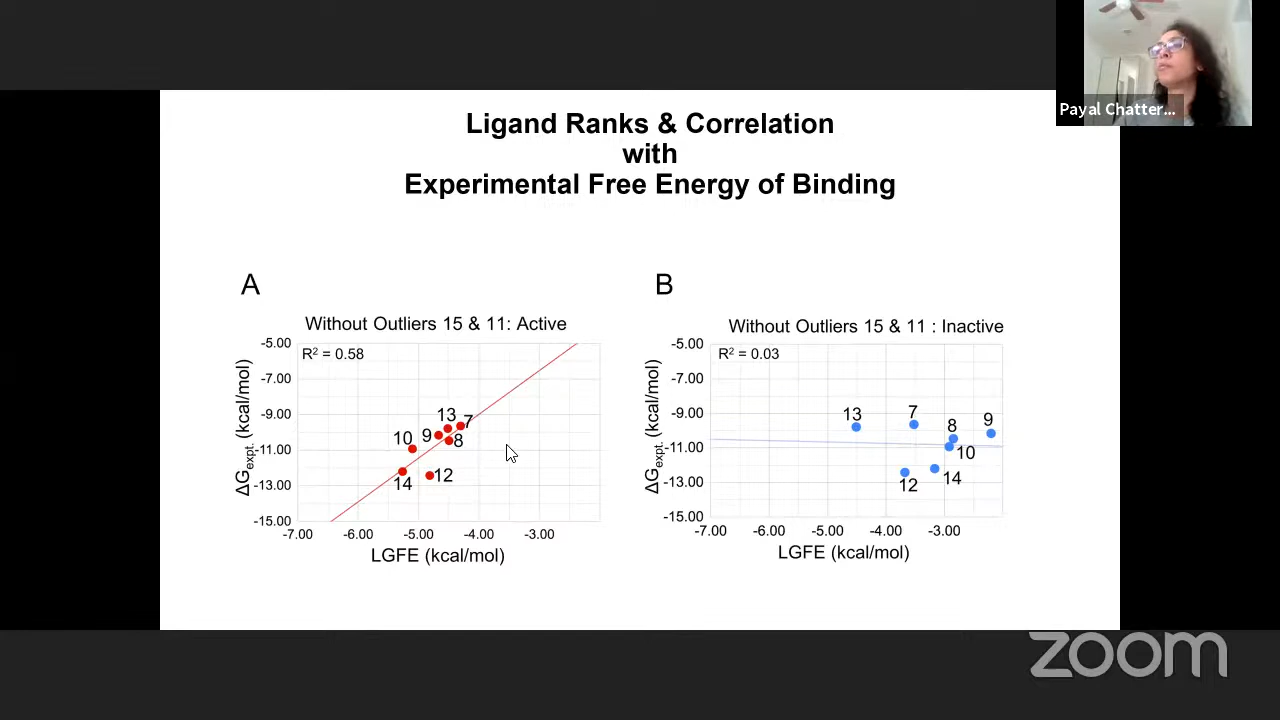 Payal Chatter...
Ligand Ranks & Correlation
with
Experimental Free Energy of Binding
A
Without Outliers 15 & 11: Active
R² = 0.58
-5.00
-7.00
-9.00
-11.00
-13.00
-15.00
ΔGexpt. (kcal/mol)
13
7
10
9
8
14
12
-7.00 -6.00 -5.00 -4.00 -3.00
LGFE (kcal/mol)
B
Without Outliers 15 & 11 : Inactive
R² = 0.03
-5.00
-7.00
-9.00
-11.00
-13.00
-15.00
ΔGexpt. (kcal/mol)
13
7
8
9
10
12
14
-7.00 -6.00 -5.00 -4.00 -3.00
LGFE (kcal/mol)
zoom